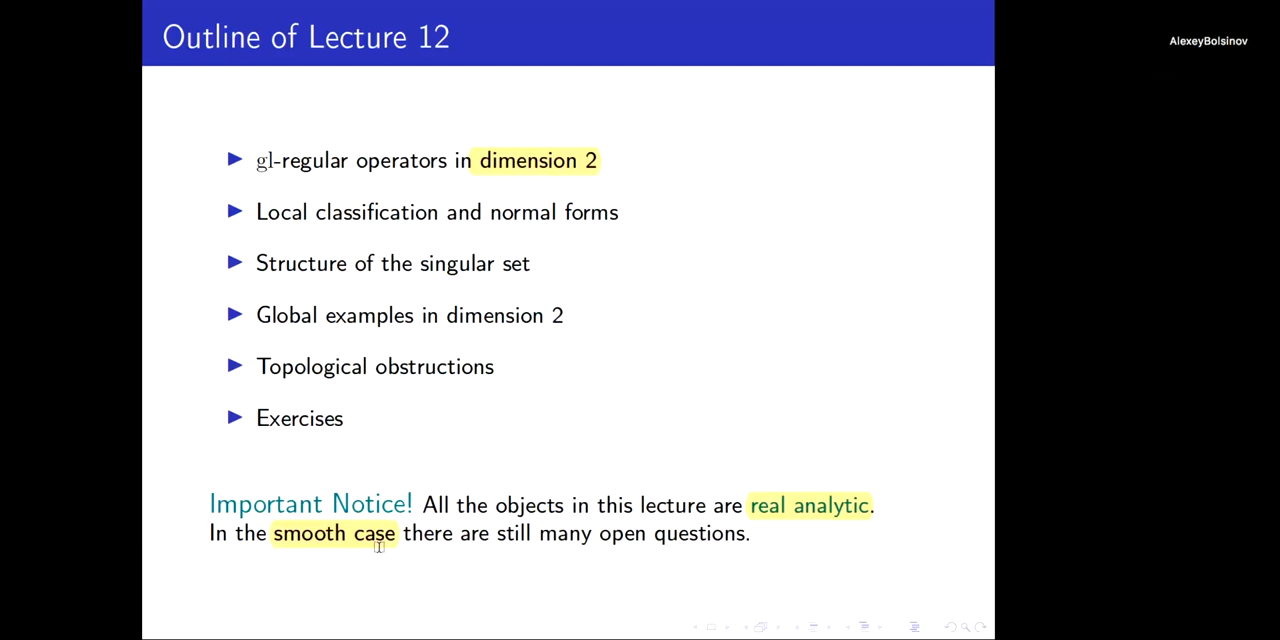 Outline of Lecture 12
AlexeyBolsinov
gl-regular operators in dimension 2
Local classification and normal forms
Structure of the singular set
Global examples in dimension 2
Topological obstructions
Exercises
Important Notice! All the objects in this lecture are real analytic.
In the smooth case there are still many open questions.